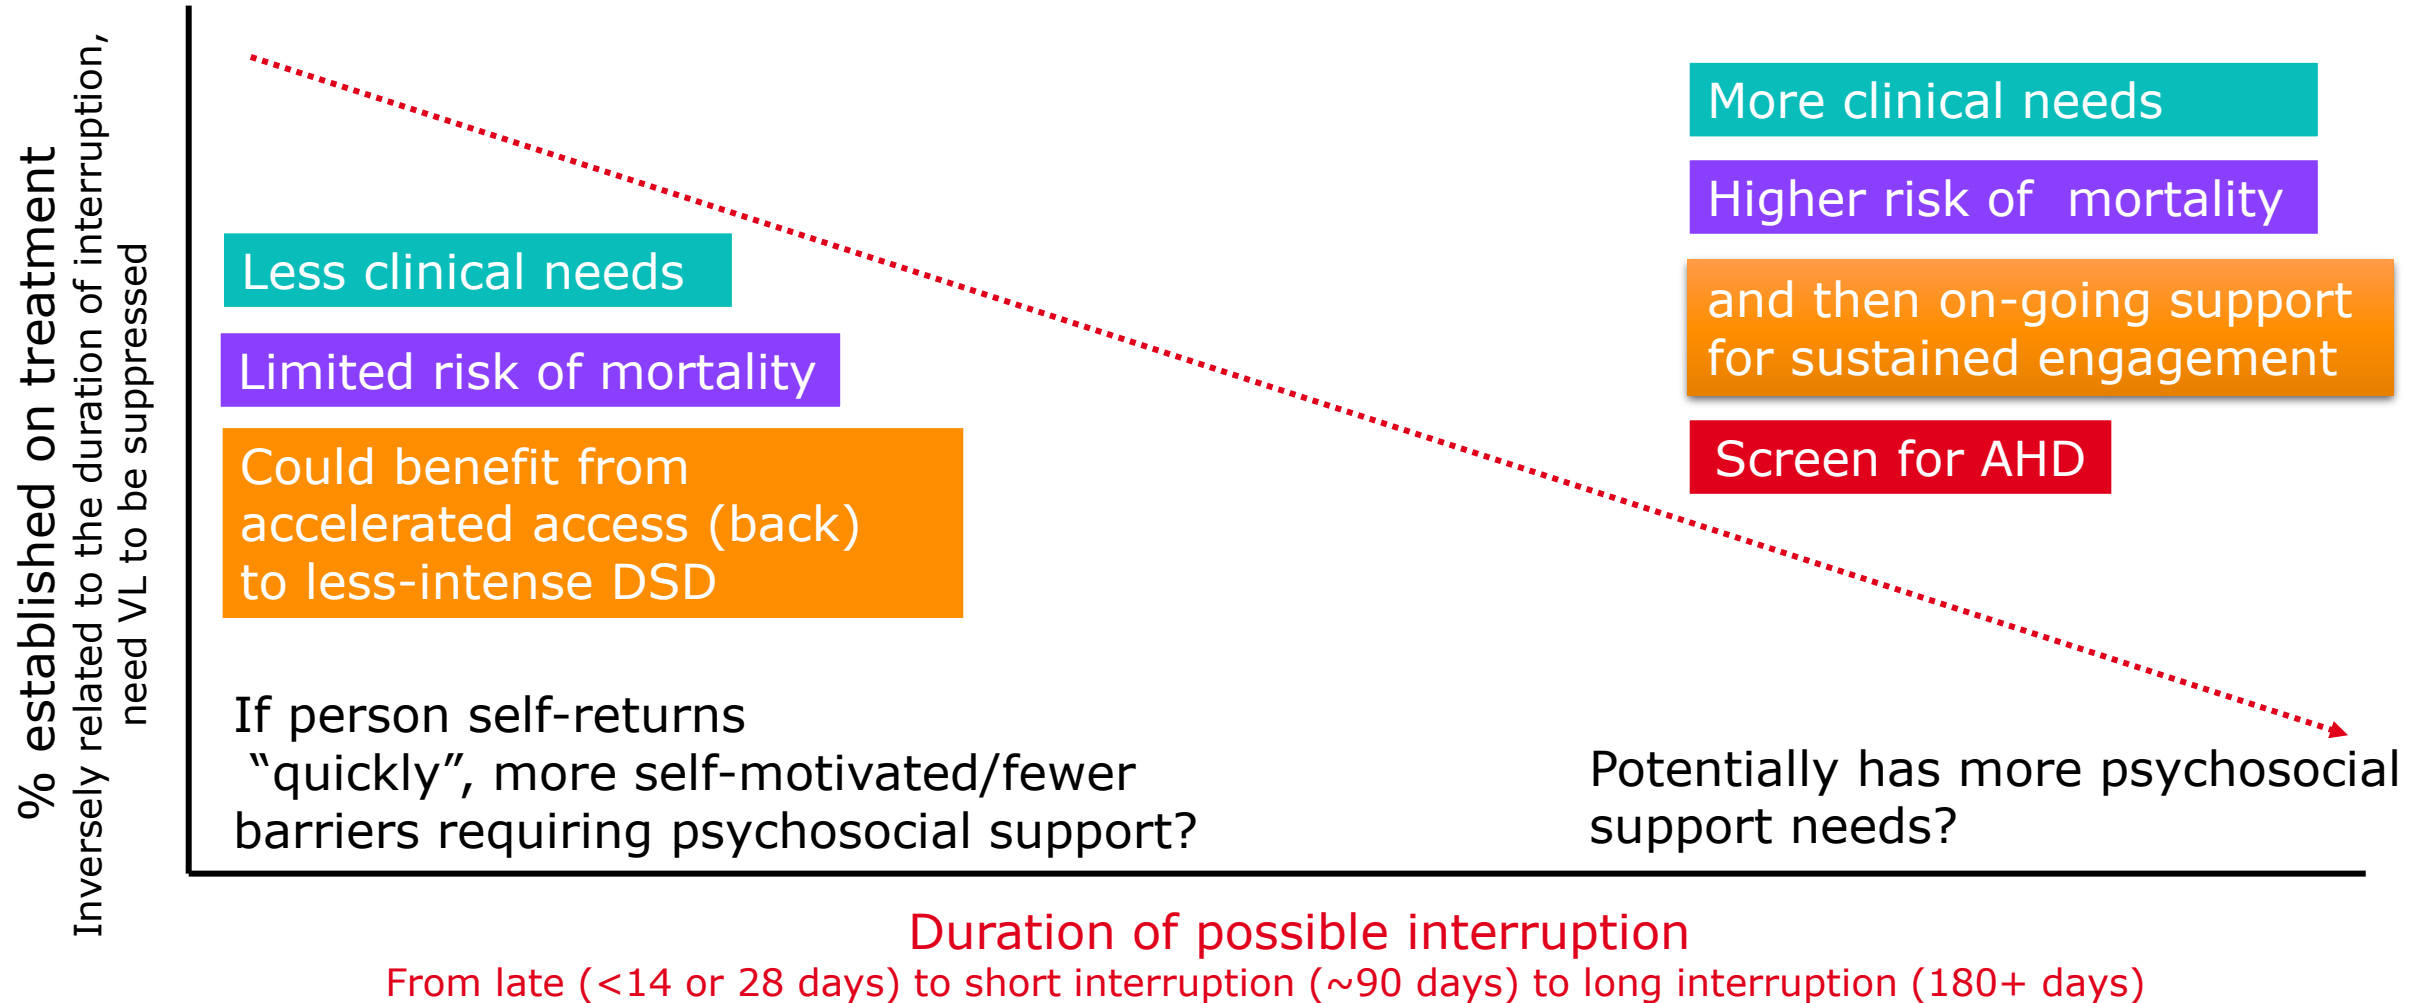 % established on treatment
Inversely related to the duration of interruption,
need VL to be suppressed
Less clinical needs
Limited risk of mortality
Could benefit from
accelerated access (back)
to less-intense DSD
If person self-returns
“quickly”, more self-motivated/fewer
barriers requiring psychosocial support?
More clinical needs
Higher risk of  mortality
and then on-going support
for sustained engagement
Screen for AHD
Potentially has more psychosocial
support needs?
Duration of possible interruption
From late (<14 or 28 days) to short interruption (~90 days) to long interruption (180+ days)